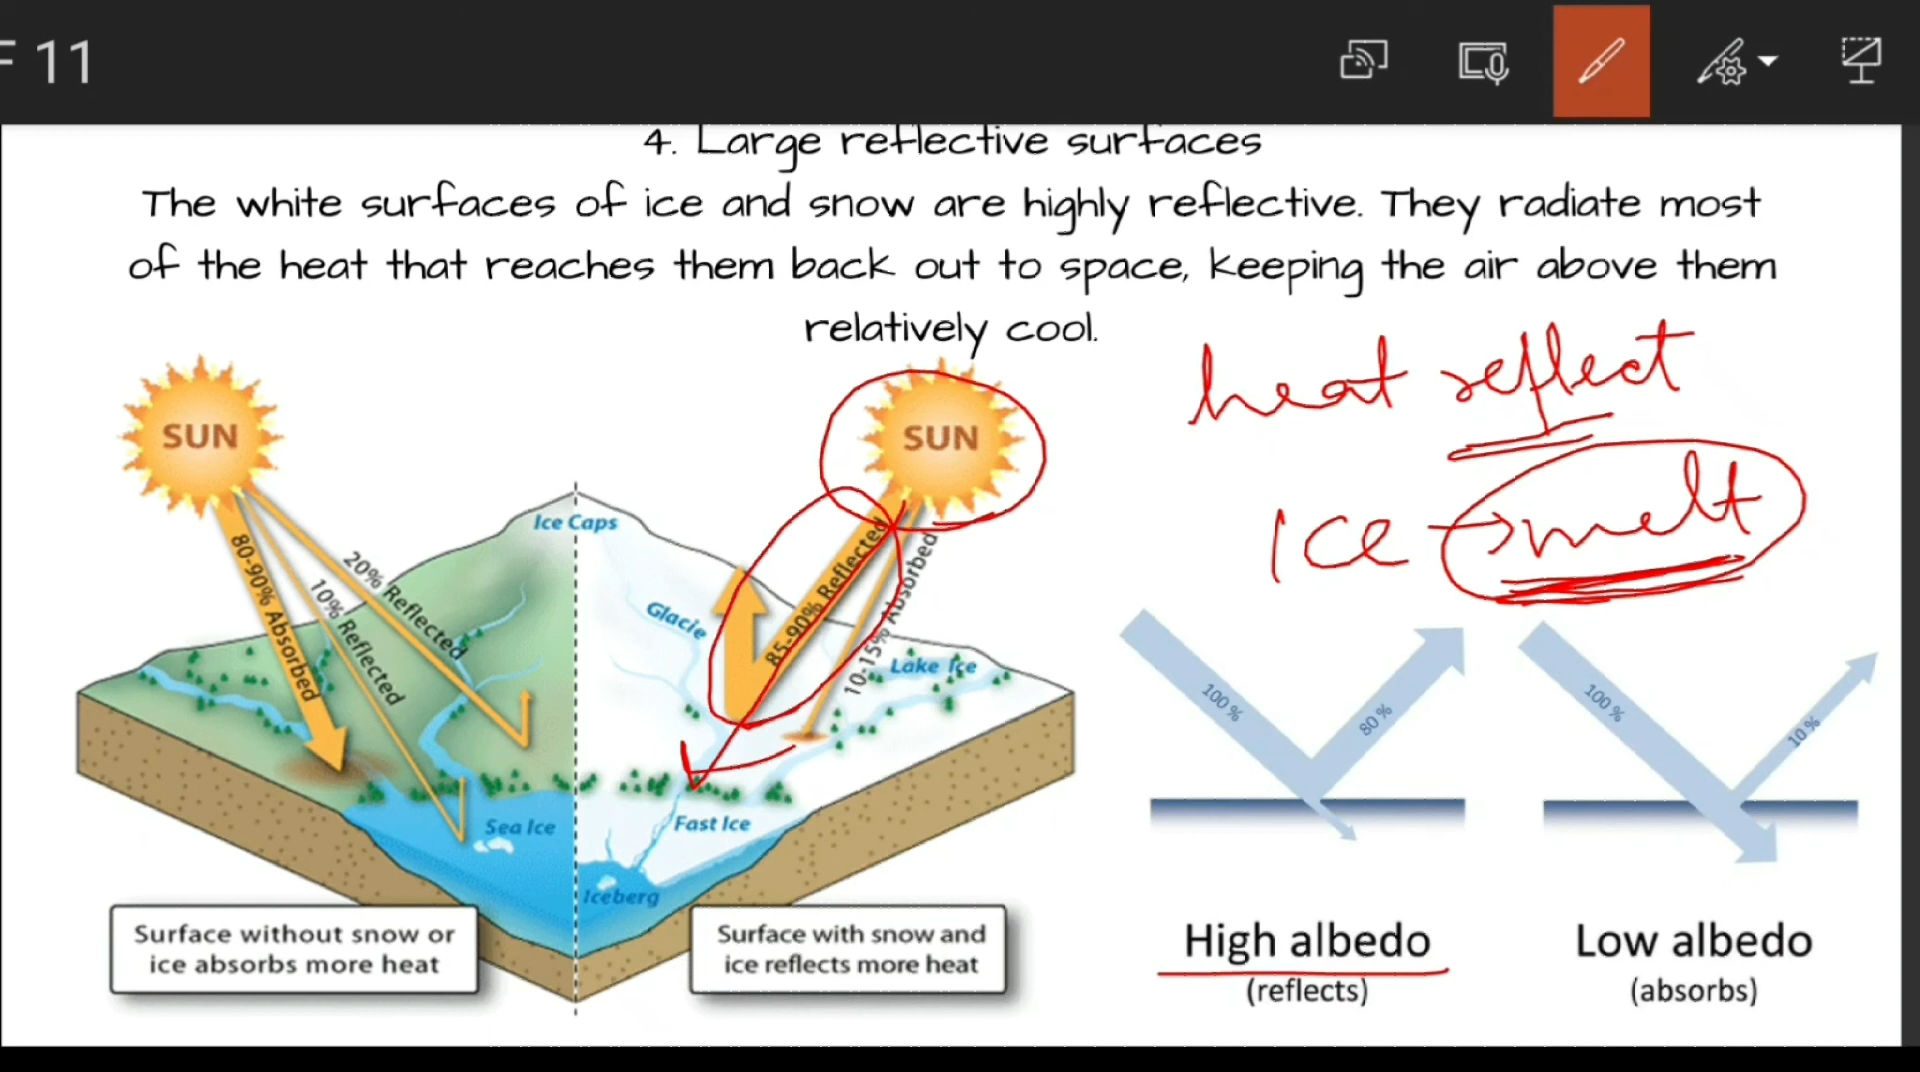 F 11
4. Large reflective surfaces
The white surfaces of ice and snow are highly reflective. They radiate most
of the heat that reaches them back out to space, keeping the air above them
relatively cool.
heat reflect
ICE → melt
SUN
80-90% Absorbed
10% Reflected
20% Reflected
Ice Caps
Sea Ice
SUN
85-90% Reflected
10-15% Absorbed
Glacie
Lake Ice
Fast Ice
Iceberg
Surface without snow or
ice absorbs more heat
Surface with snow and
ice reflects more heat
100 %
80 %
High albedo
(reflects)
100 %
10 %
Low albedo
(absorbs)